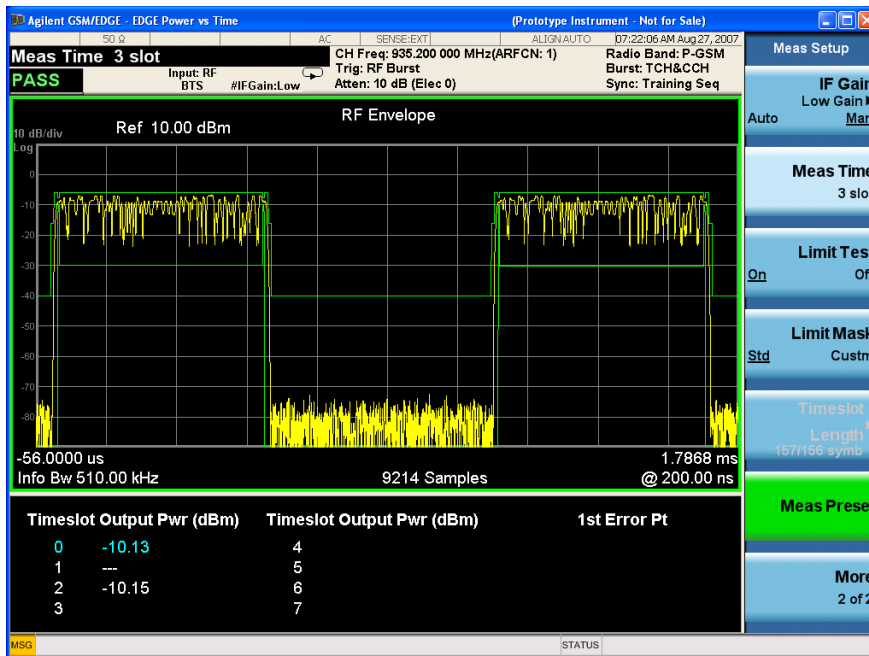 Agilent GSM/EDGE - EDGE Power vs Time (Prototype Instrument - Not for Sale)
50 Ω AC SENSE:EXT ALIGN AUTO 07:22:06 AM Aug 27, 2007
Meas Time 3 slot
CH Freq: 935.200 000 MHz(ARFCN: 1) Radio Band: P-GSM
Trig: RF Burst Burst: TCH&CCH
Atten: 10 dB (Elec 0) Sync: Training Seq
PASS
Input: RF
BTS #IFGain:Low
RF Envelope
10 dB/div Ref 10.00 dBm
Log
0
-10
-20
-30
-40
-50
-60
-70
-80
-56.0000 us 1.7868 ms
Info Bw 510.00 kHz 9214 Samples @ 200.00 ns
Timeslot Output Pwr (dBm) Timeslot Output Pwr (dBm) 1st Error Pt
0 -10.13 4
1 --- 5
2 -10.15 6
3 7
MSG STATUS
Meas Setup
IF Gain
Low Gain
Auto Man
Meas Time
3 slo
Limit Tes
On Of
Limit Mask
Std Custm
Timeslot
Length
157/156 symb
Meas Prese
More
2 of 2